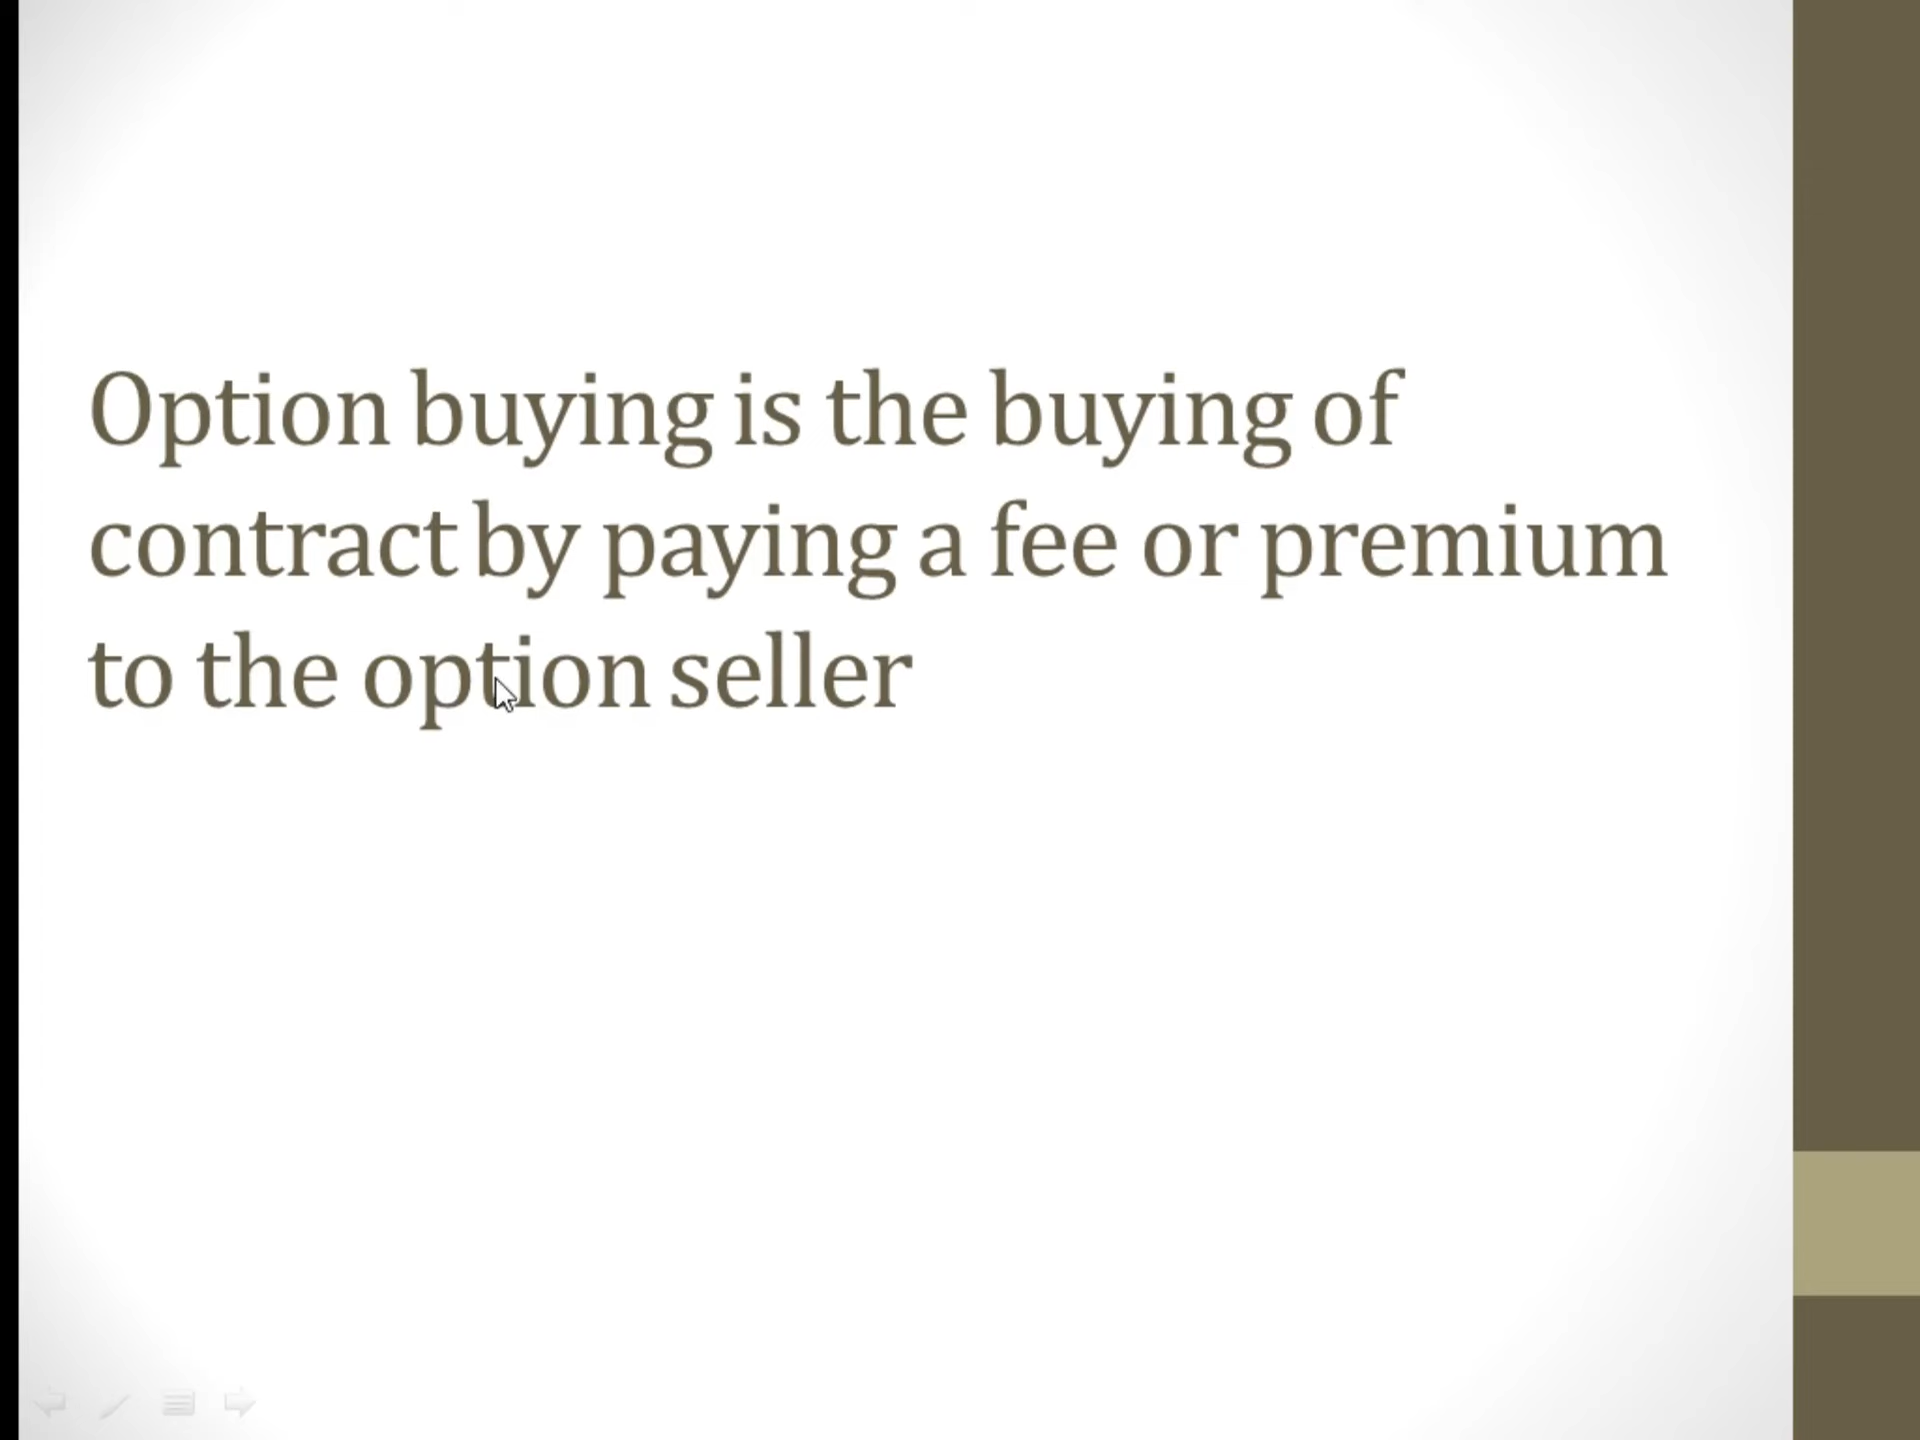 Option buying is the buying of
contract by paying a fee or premium
to the option seller